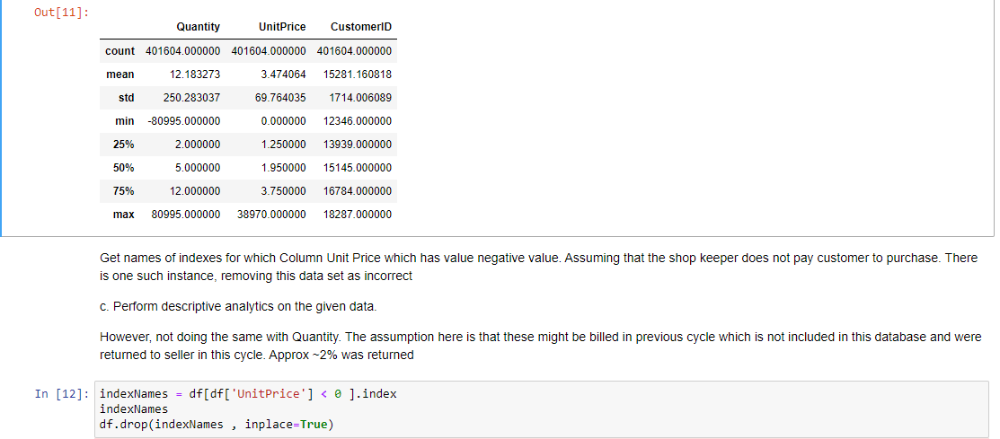 Out[11]:
Quantity UnitPrice CustomerID
count 401604.000000 401604.000000 401604.000000
mean 12.183273 3.474064 15281.160818
std 250.283037 69.764035 1714.006089
min -80995.000000 0.000000 12346.000000
25% 2.000000 1.250000 13939.000000
50% 5.000000 1.950000 15145.000000
75% 12.000000 3.750000 16784.000000
max 80995.000000 38970.000000 18287.000000
Get names of indexes for which Column Unit Price which has value negative value. Assuming that the shop keeper does not pay customer to purchase. There
is one such instance, removing this data set as incorrect
c. Perform descriptive analytics on the given data.
However, not doing the same with Quantity. The assumption here is that these might be billed in previous cycle which is not included in this database and were
returned to seller in this cycle. Approx ~2% was returned
In [12]: indexNames = df[df['UnitPrice'] < 0 ].index
indexNames
df.drop(indexNames , inplace=True)